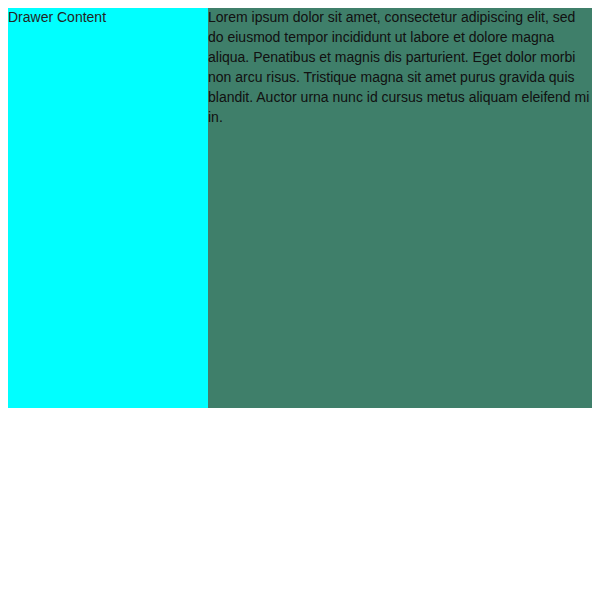 Drawer Content
Lorem ipsum dolor sit amet, consectetur adipiscing elit, sed
do eiusmod tempor incididunt ut labore et dolore magna
aliqua. Penatibus et magnis dis parturient. Eget dolor morbi
non arcu risus. Tristique magna sit amet purus gravida quis
blandit. Auctor urna nunc id cursus metus aliquam eleifend mi
in.